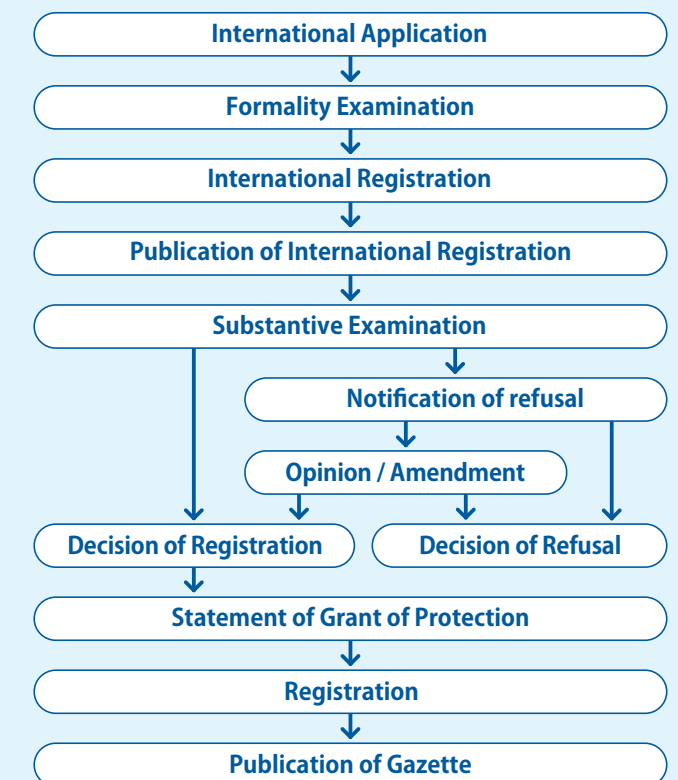 International Application
Formality Examination
International Registration
Publication of International Registration
Substantive Examination
Notification of refusal
Opinion / Amendment
Decision of Registration
Decision of Refusal
Statement of Grant of Protection
Registration
Publication of Gazette